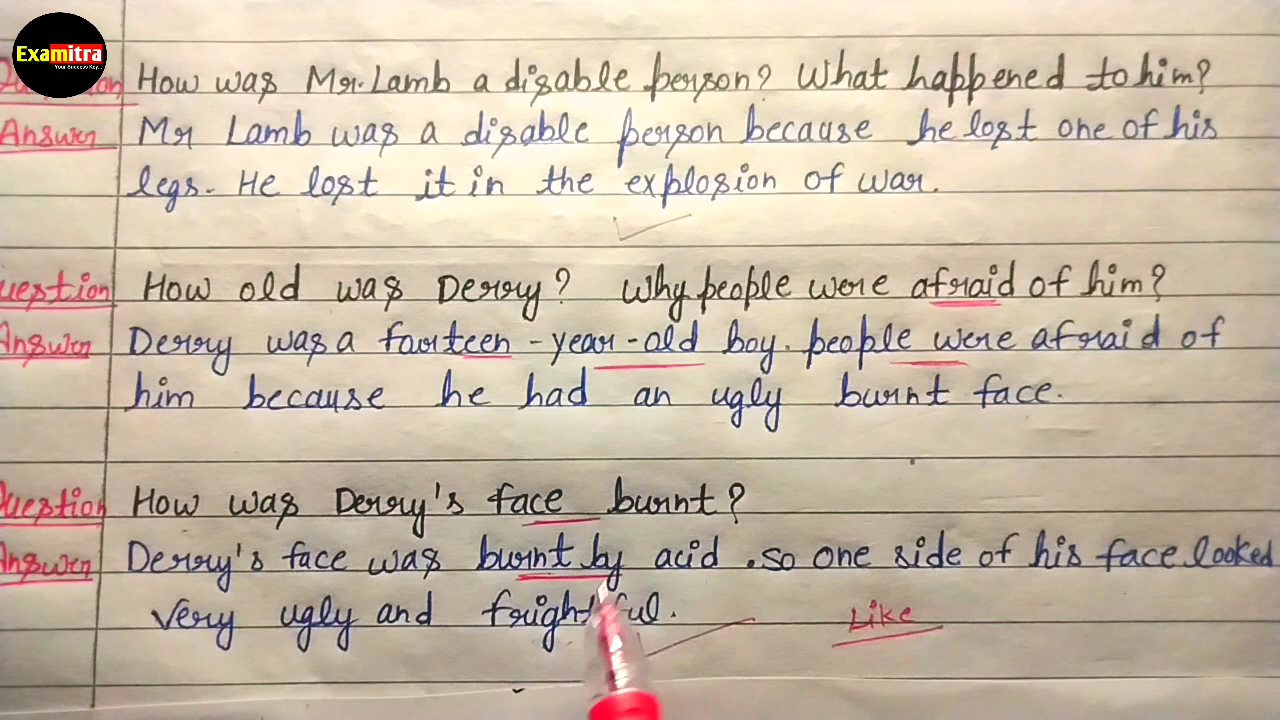 Examitra
Your Success Key...
How was Mr. Lamb a disable person? What happened to him?
Answer Mr Lamb was a disable person because he lost one of his
legs. He lost it in the explosion of war.
uestion How old was Derry? Why people were afraid of him?
Answer Derry was a fourteen-year-old boy. people were afraid of
him because he had an ugly burnt face.
Question How was Derry's face burnt?
Answer Derry's face was burnt by acid. so one side of his face looked
very ugly and frightful.
Like